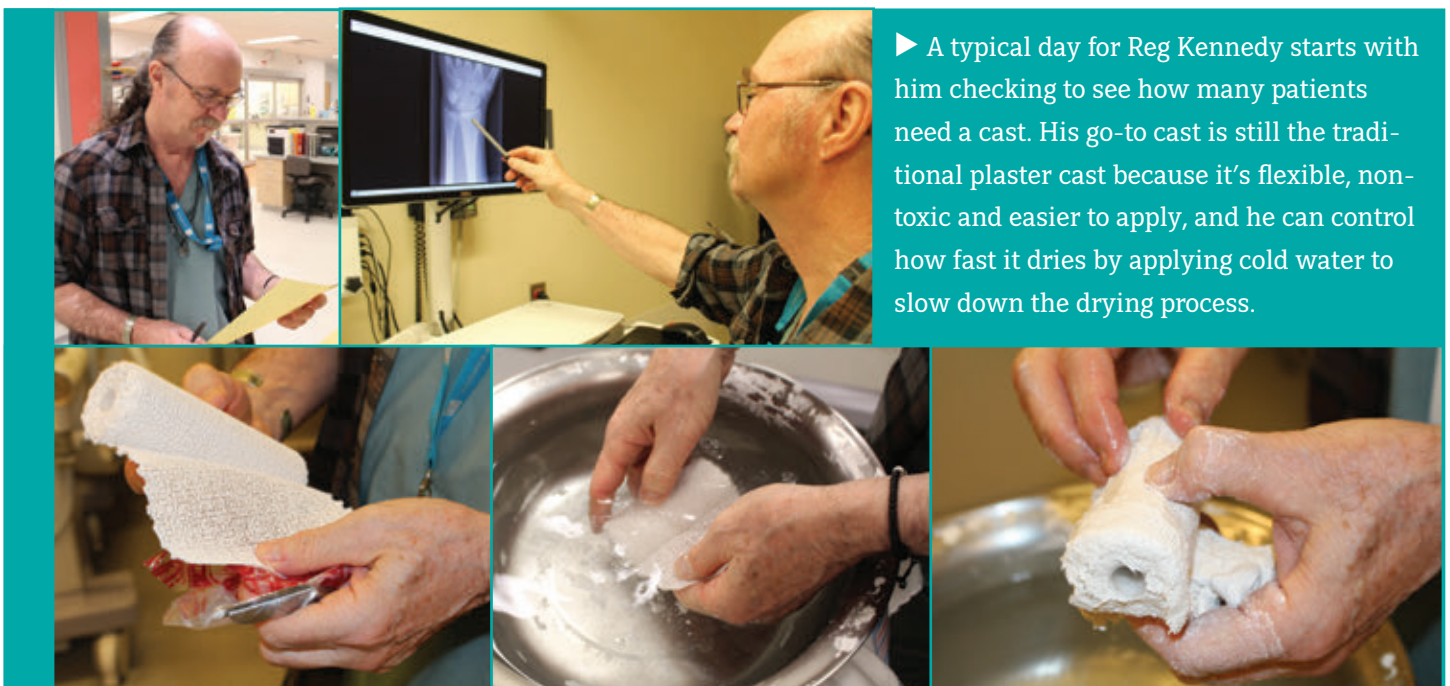 ▶ A typical day for Reg Kennedy starts with
him checking to see how many patients
need a cast. His go-to cast is still the tradi-
tional plaster cast because it’s flexible, non-
toxic and easier to apply, and he can control
how fast it dries by applying cold water to
slow down the drying process.